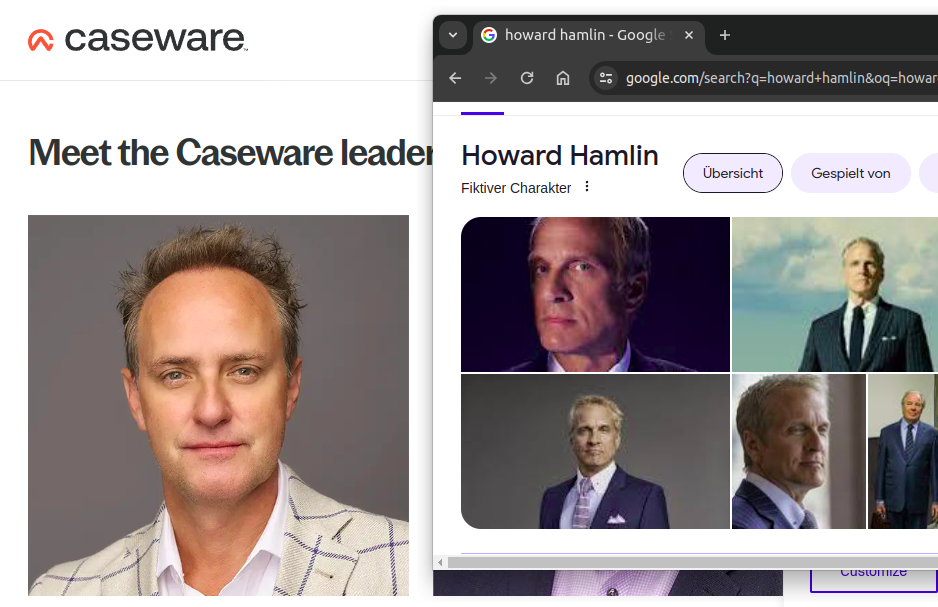 caseware™
Meet the Caseware leader
howard hamlin - Google
google.com/search?q=howard+hamlin&oq=howar
Howard Hamlin
Fiktiver Charakter
Übersicht
Gespielt von
Customize